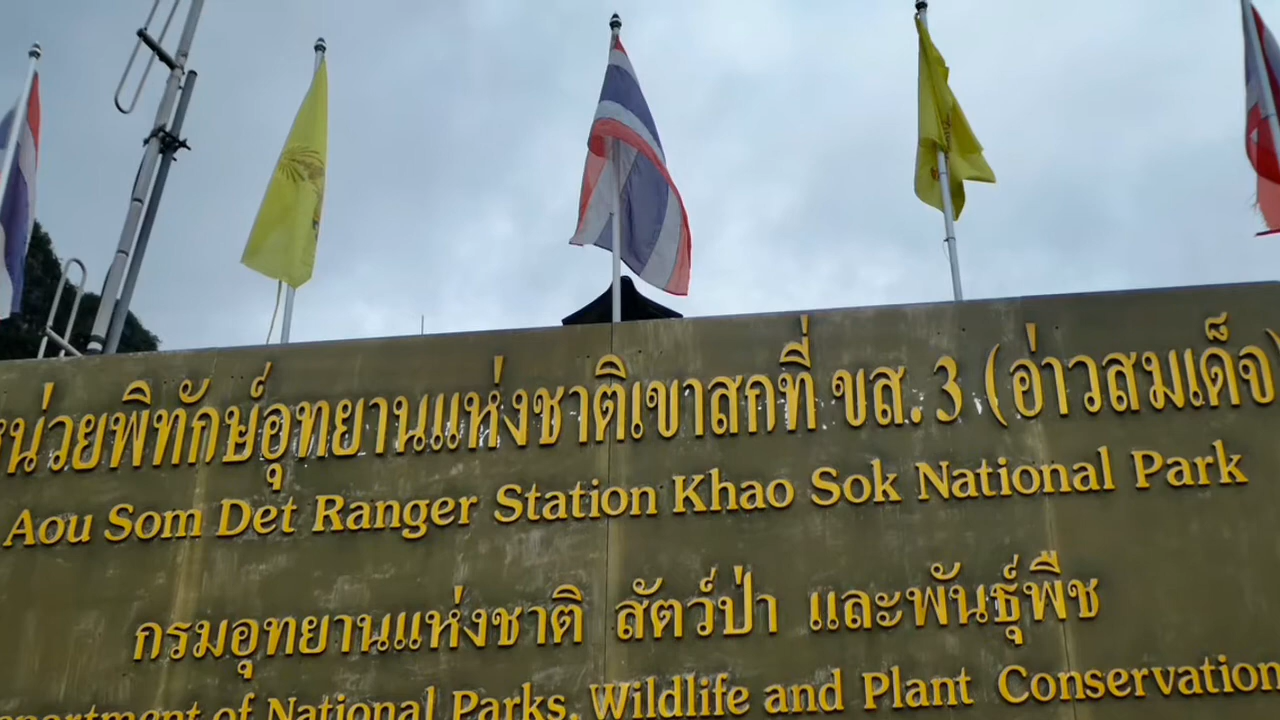 หน่วยพิทักษ์อุทยานแห่งชาติเขาสกที่ ขส. 3 (อ่าวสมเด็จ)
Aou Som Det Ranger Station Khao Sok National Park
กรมอุทยานแห่งชาติ สัตว์ป่า และพันธุ์พืช
Department of National Parks, Wildlife and Plant Conservation